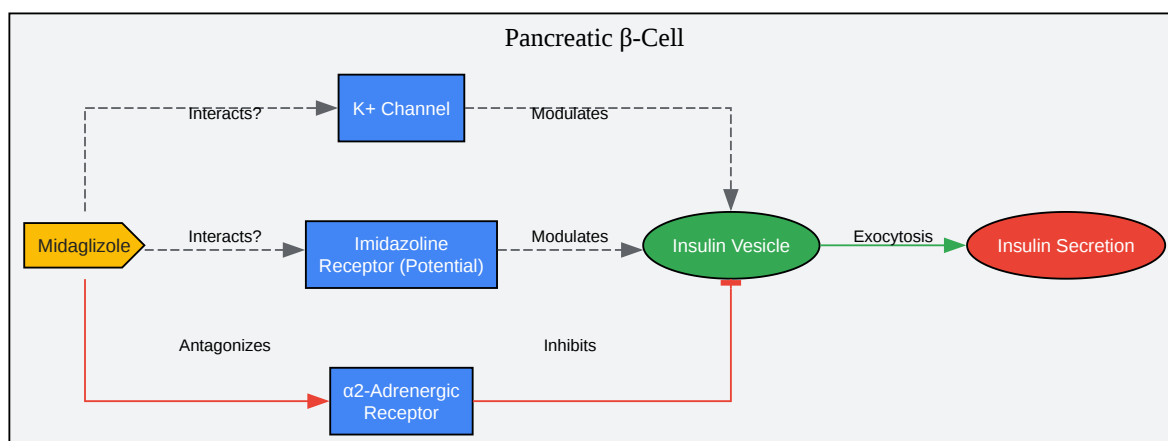 Pancreatic β-Cell
K+ Channel
Interacts?
Modulates
Midaglizole
Interacts?
Imidazoline
Receptor (Potential)
Modulates
Insulin Vesicle
Exocytosis
Insulin Secretion
Antagonizes
Inhibits
α2-Adrenergic
Receptor